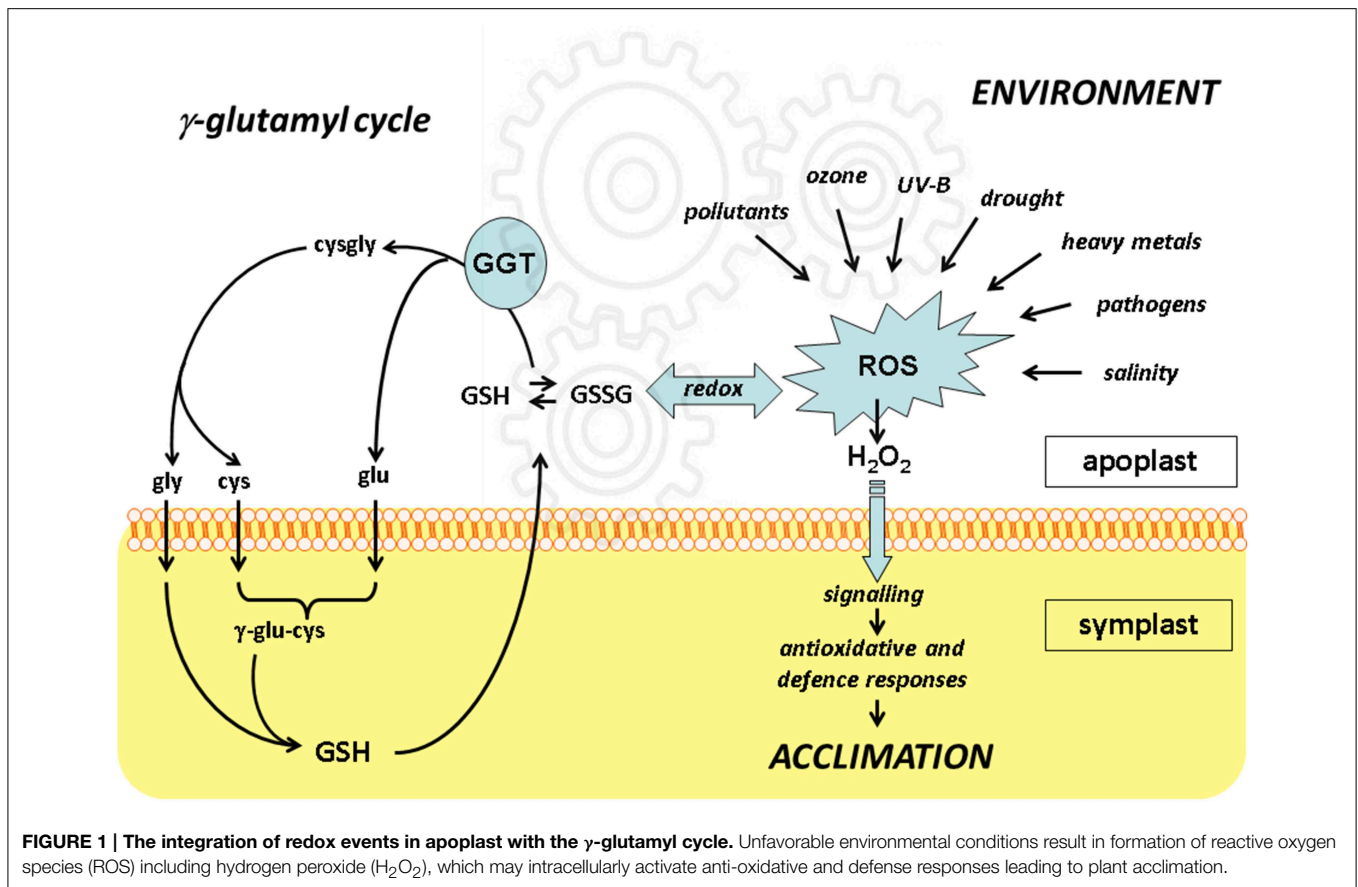 γ-glutamyl cycle
ENVIRONMENT
ozone
UV-B
pollutants
drought
heavy metals
pathogens
salinity
cysgly
GGT
ROS
GSH
GSSG
redox
H₂O₂
apoplast
gly
cys
glu
signalling
symplast
γ-glu-cys
antioxidative and
defence responses
GSH
ACCLIMATION
FIGURE 1 | The integration of redox events in apoplast with the γ-glutamyl cycle. Unfavorable environmental conditions result in formation of reactive oxygen
species (ROS) including hydrogen peroxide (H₂O₂), which may intracellularly activate anti-oxidative and defense responses leading to plant acclimation.